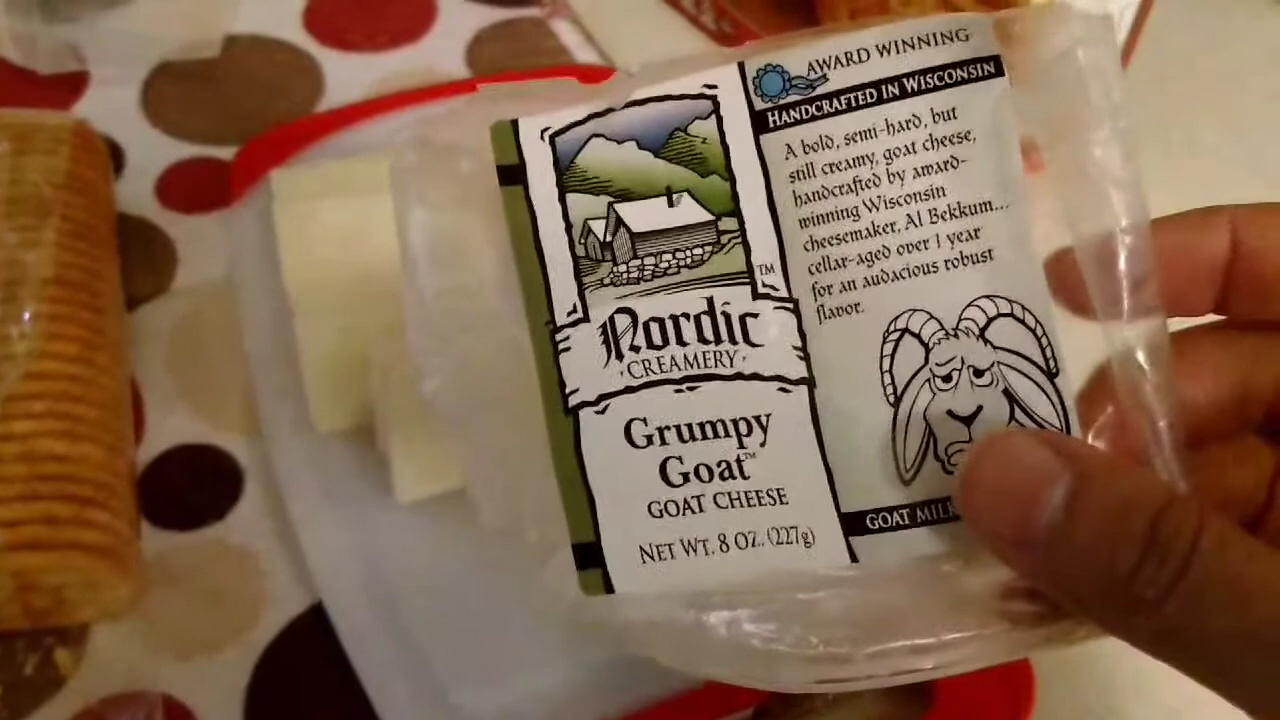 Nordic
CREAMERY
TM
Grumpy
Goat™
GOAT CHEESE
NET WT. 8 OZ. (227g)
AWARD WINNING
HANDCRAFTED IN WISCONSIN
A bold, semi-hard, but
still creamy, goat cheese,
handcrafted by award-
winning Wisconsin
cheesemaker, Al Bekkum...
cellar-aged over 1 year
for an audacious robust
flavor.
GOAT MILK